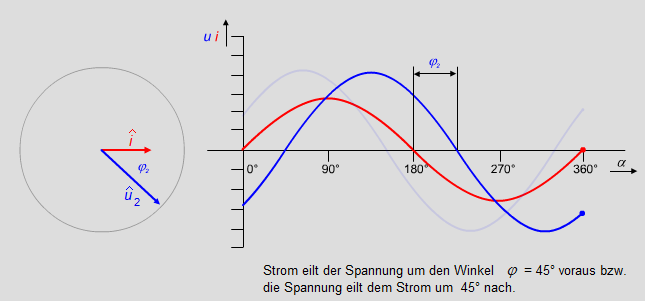 u i
φ₂
î
φ₂
û₂
0° 90° 180° 270° 360° α
Strom eilt der Spannung um den Winkel φ = 45° voraus bzw.
die Spannung eilt dem Strom um 45° nach.